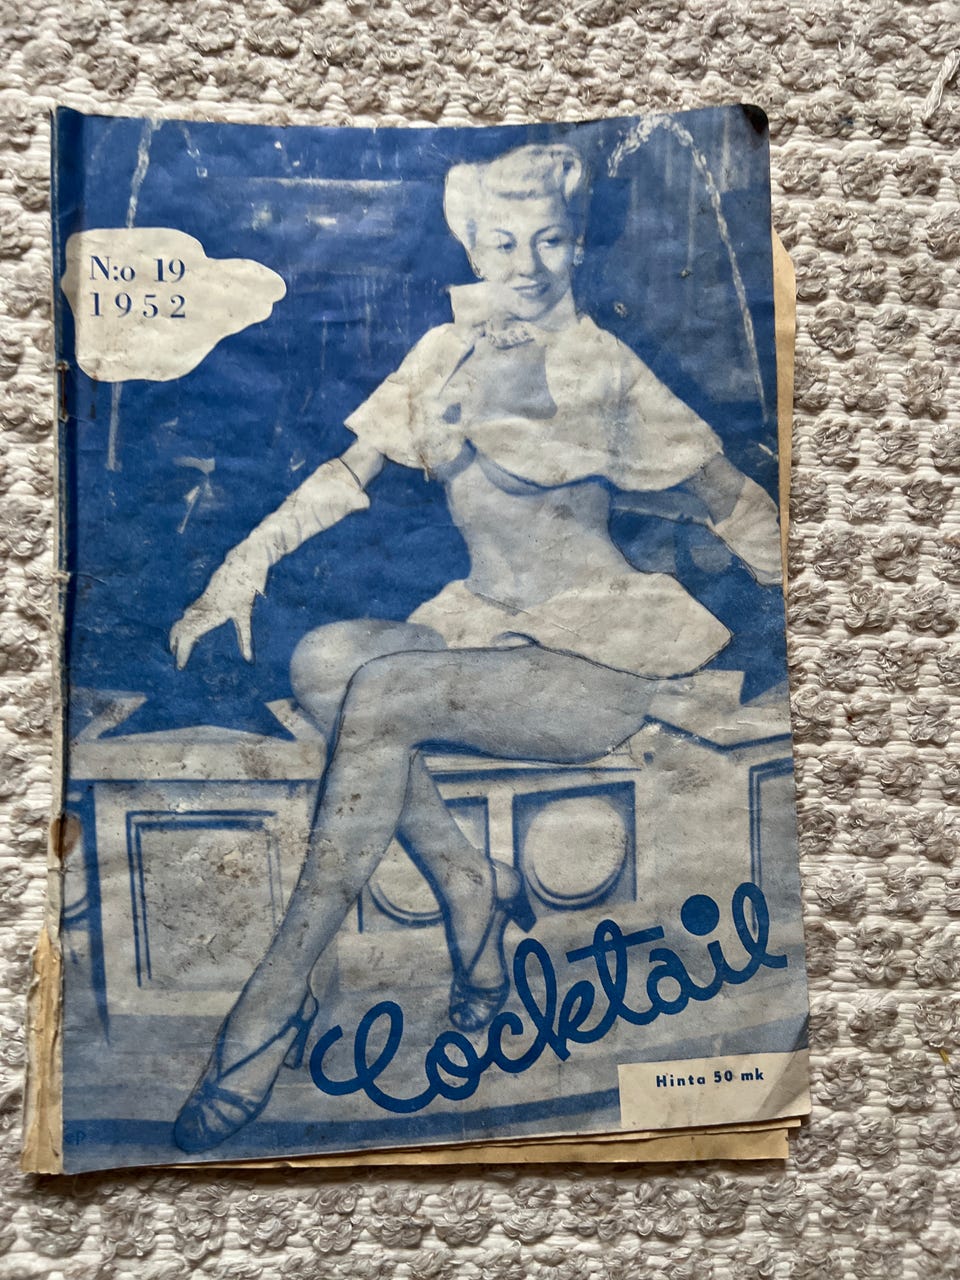 N:o 19
1952
Cocktail
Hinta 50 mk